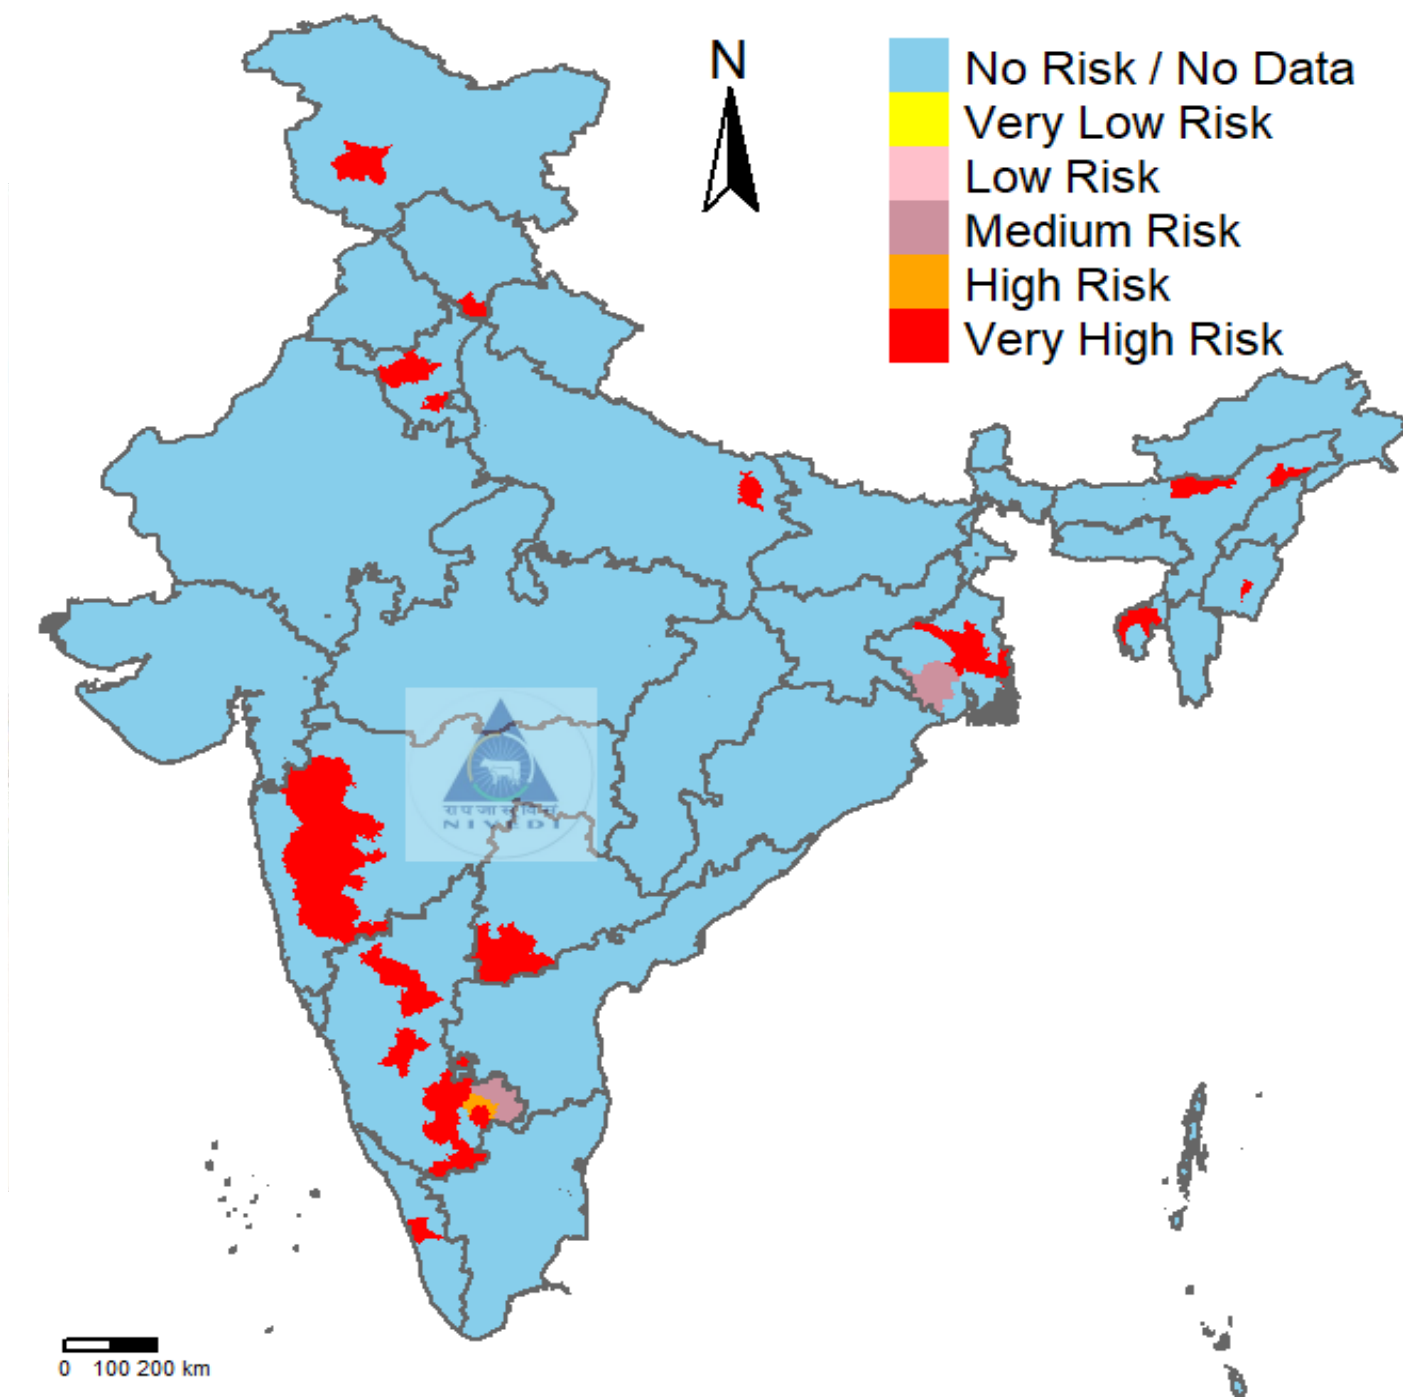 N
No Risk / No Data
Very Low Risk
Low Risk
Medium Risk
High Risk
Very High Risk
NIVEDI
0 100 200 km